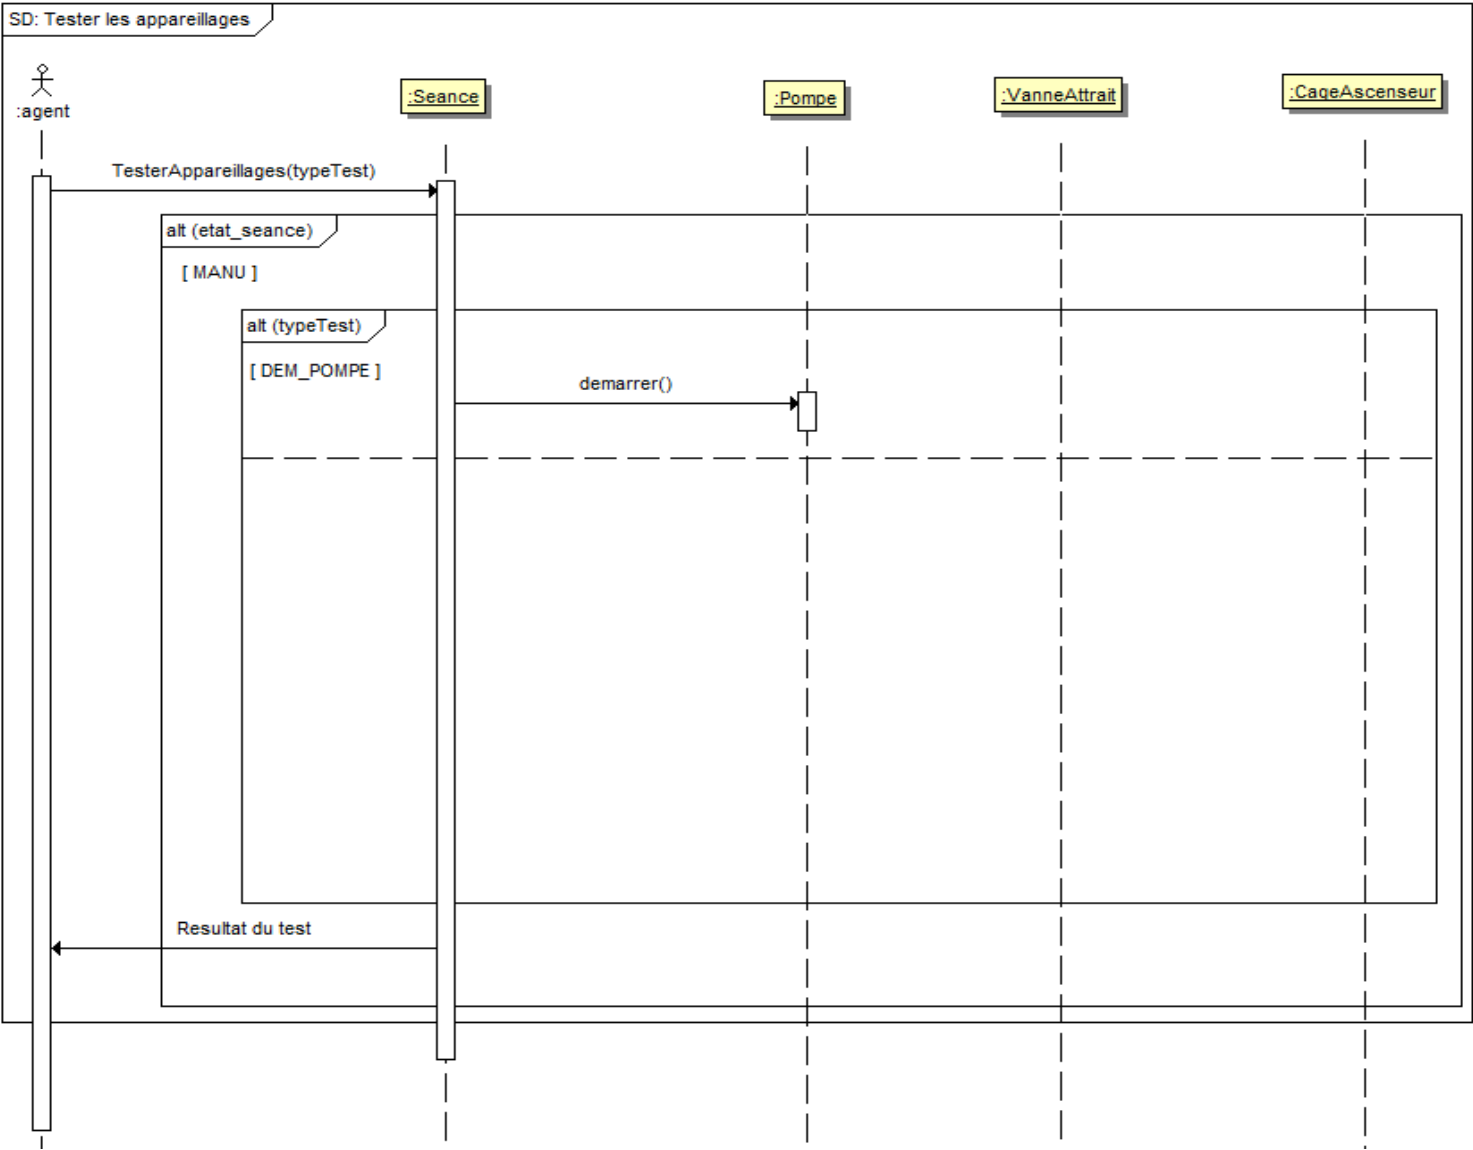 SD: Tester les appareillages
:agent
:Seance
:Pompe
:VanneAttrait
:CageAscenseur
TesterAppareillages(typeTest)
alt (etat_seance)
[ MANU ]
alt (typeTest)
[ DEM_POMPE ]
demarrer()
Resultat du test